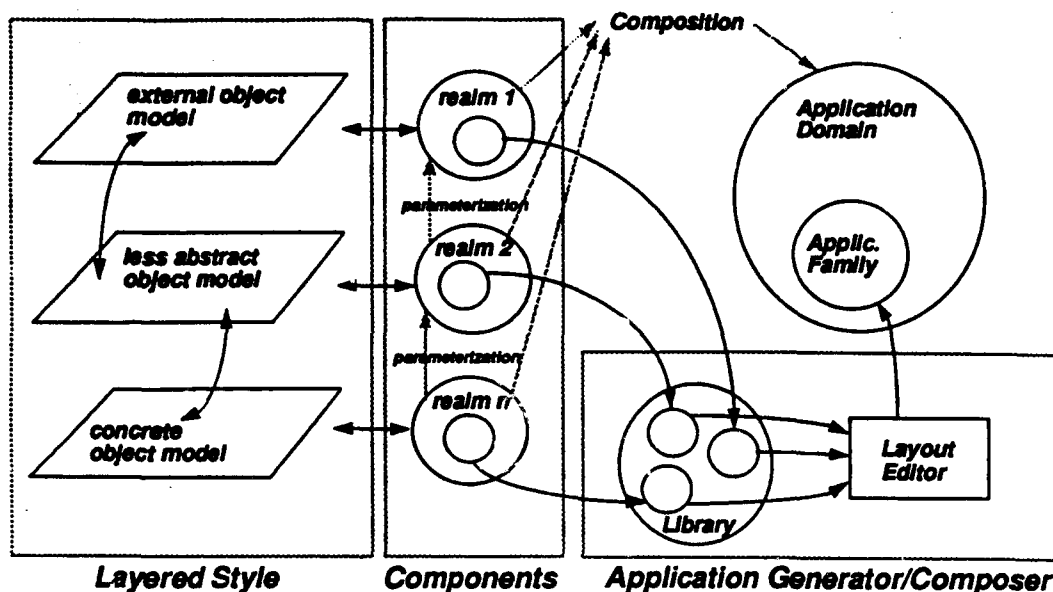 Composition
external object
model
realm 1
Application
Domain
parameterization
less abstract
object model
realm 2
Applic.
Family
parameterization
realm n
concrete
object model
Layout
Editor
Library
Layered Style
Components
Application Generator/Composer